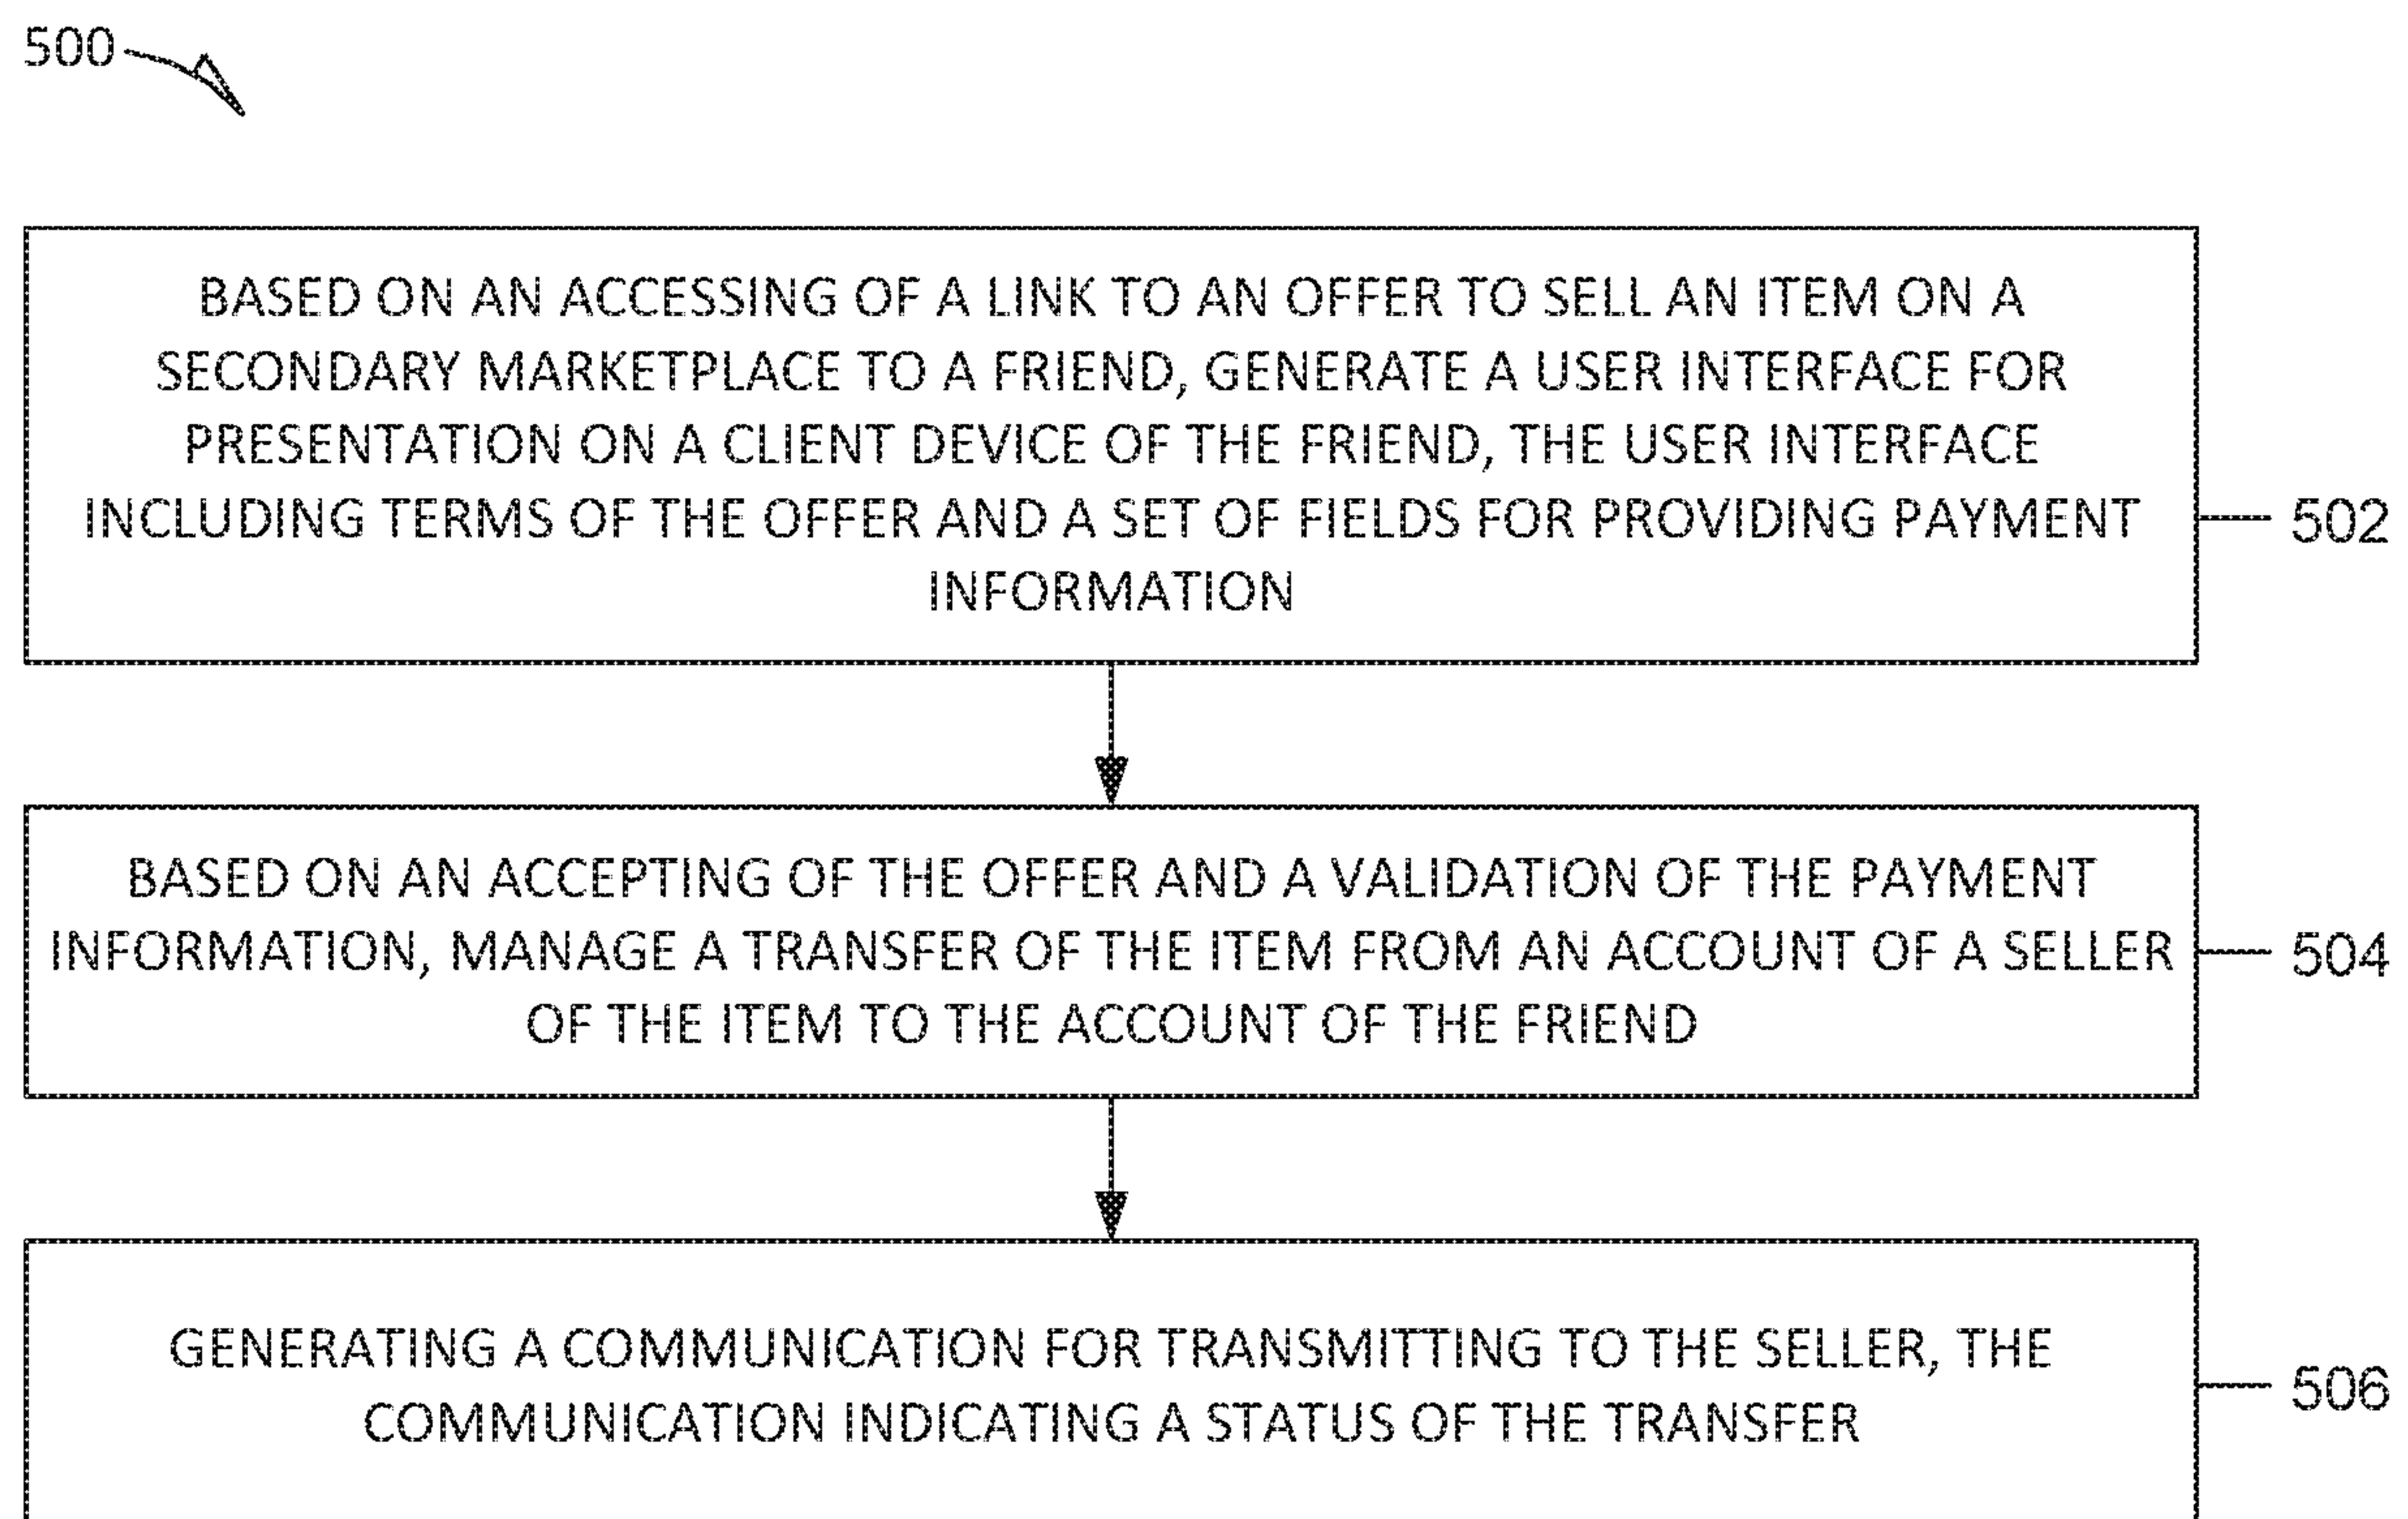 500
BASED ON AN ACCESSING OF A LINK TO AN OFFER TO SELL AN ITEM ON A
SECONDARY MARKETPLACE TO A FRIEND, GENERATE A USER INTERFACE FOR
PRESENTATION ON A CLIENT DEVICE OF THE FRIEND, THE USER INTERFACE
INCLUDING TERMS OF THE OFFER AND A SET OF FIELDS FOR PROVIDING PAYMENT
INFORMATION
502
BASED ON AN ACCEPTING OF THE OFFER AND A VALIDATION OF THE PAYMENT
INFORMATION, MANAGE A TRANSFER OF THE ITEM FROM AN ACCOUNT OF A SELLER
OF THE ITEM TO THE ACCOUNT OF THE FRIEND
504
GENERATING A COMMUNICATION FOR TRANSMITTING TO THE SELLER, THE
COMMUNICATION INDICATING A STATUS OF THE TRANSFER
506